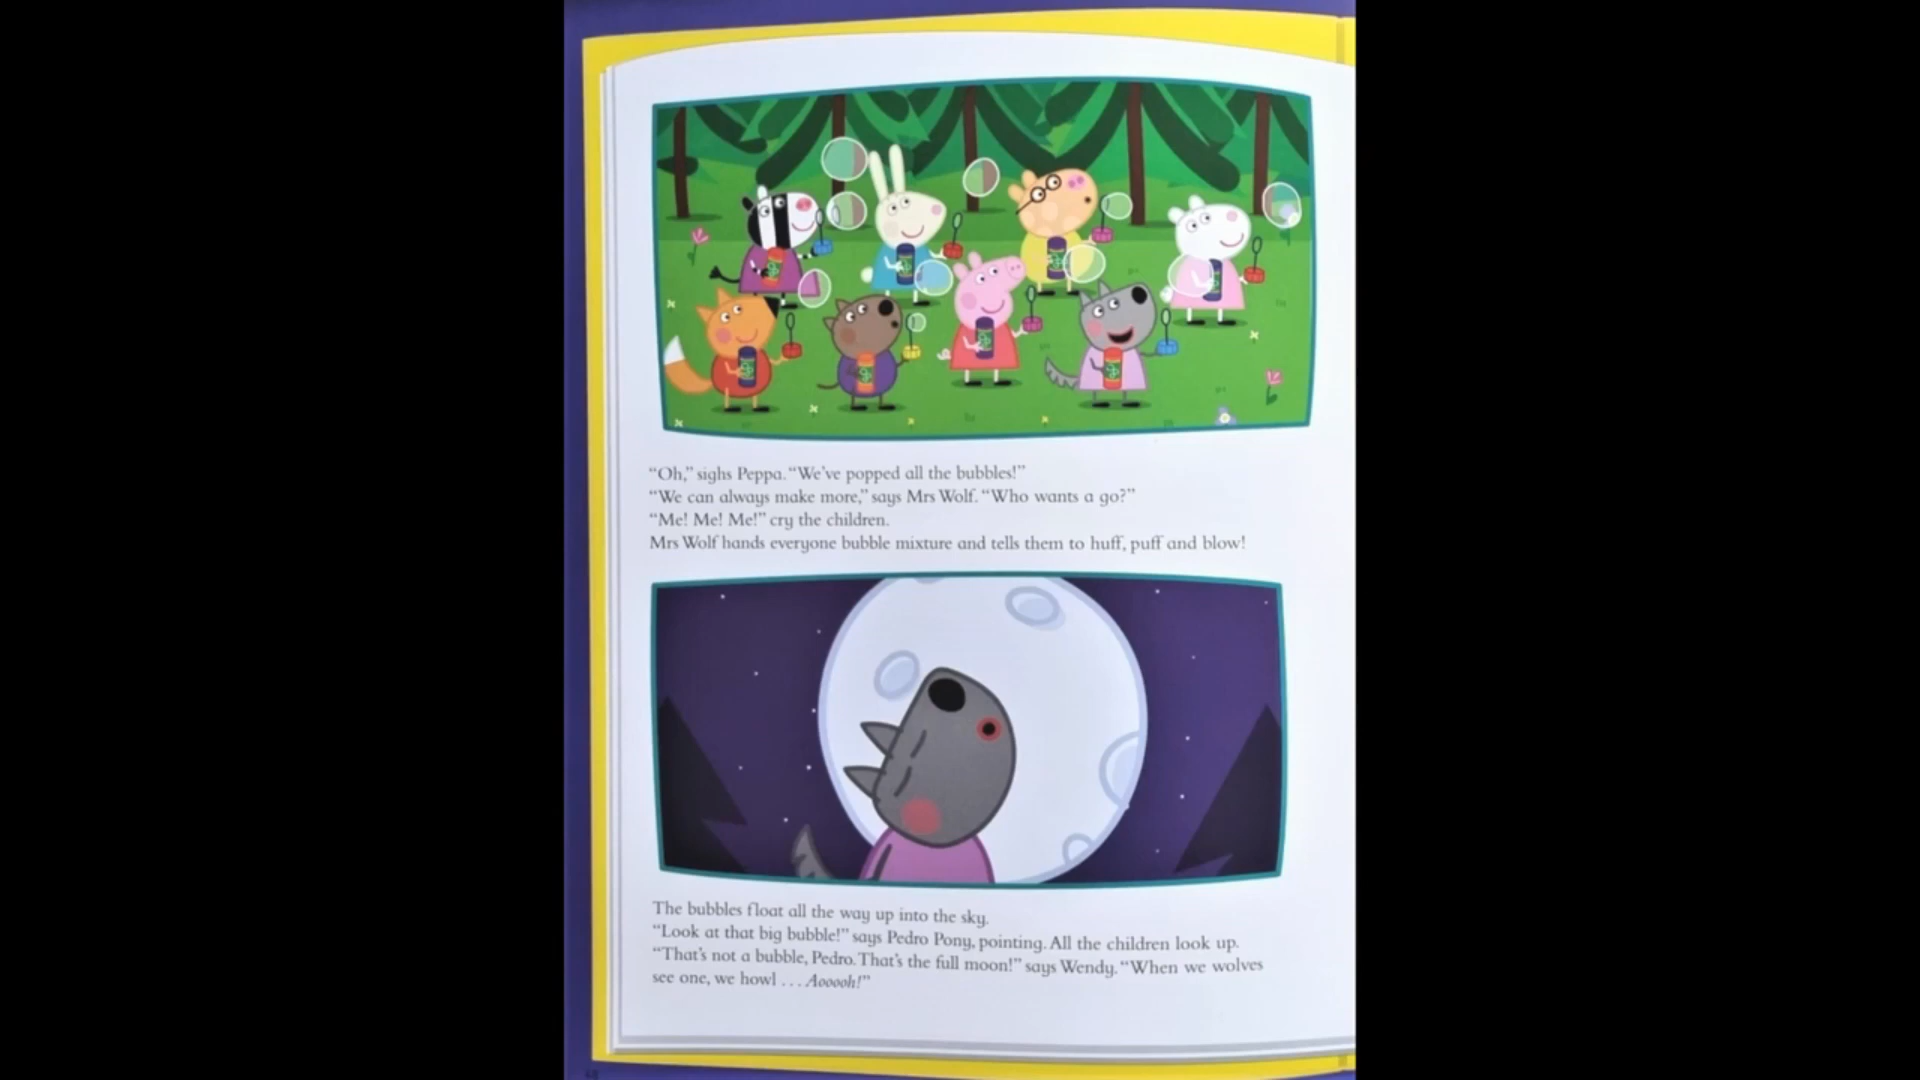 “Oh,” sighs Peppa. “We’ve popped all the bubbles!”
“We can always make more,” says Mrs Wolf. “Who wants a go?”
“Me! Me! Me!” cry the children.
Mrs Wolf hands everyone bubble mixture and tells them to huff, puff and blow!
The bubbles float all the way up into the sky.
“Look at that big bubble!” says Pedro Pony, pointing. All the children look up.
“That’s not a bubble, Pedro. That’s the full moon!” says Wendy. “When we wolves
see one, we howl . . . Aooooh!”